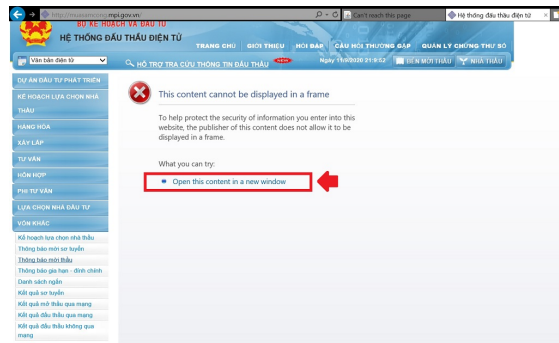 http://muasamcong.mpi.gov.vn/
Can't reach this page
Hệ thống đấu thầu điện tử
BỘ KẾ HOẠCH VÀ ĐẦU TƯ
HỆ THỐNG ĐẤU THẦU ĐIỆN TỬ
TRANG CHỦ GIỚI THIỆU HỎI ĐÁP CÂU HỎI THƯỜNG GẶP QUẢN LÝ CHỨNG THƯ SỐ
Văn bản điện tử
HỖ TRỢ TRA CỨU THÔNG TIN ĐẤU THẦU NEW
Ngày 11/9/2020 21:9:52
BÊN MỜI THẦU NHÀ THẦU
DỰ ÁN ĐẦU TƯ PHÁT TRIỂN
KẾ HOẠCH LỰA CHỌN NHÀ
THẦU
HÀNG HÓA
XÂY LẮP
TƯ VẤN
HỖN HỢP
PHI TƯ VẤN
LỰA CHỌN NHÀ ĐẦU TƯ
VỐN KHÁC
Kế hoạch lựa chọn nhà thầu
Thông báo mời sơ tuyển
Thông báo mời thầu
Thông báo gia hạn - đính chính
Danh sách ngắn
Kết quả sơ tuyển
Kết quả mở thầu qua mạng
Kết quả đấu thầu qua mạng
Kết quả đấu thầu không qua
mạng
This content cannot be displayed in a frame
To help protect the security of information you enter into this
website, the publisher of this content does not allow it to be
displayed in a frame.
What you can try:
Open this content in a new window